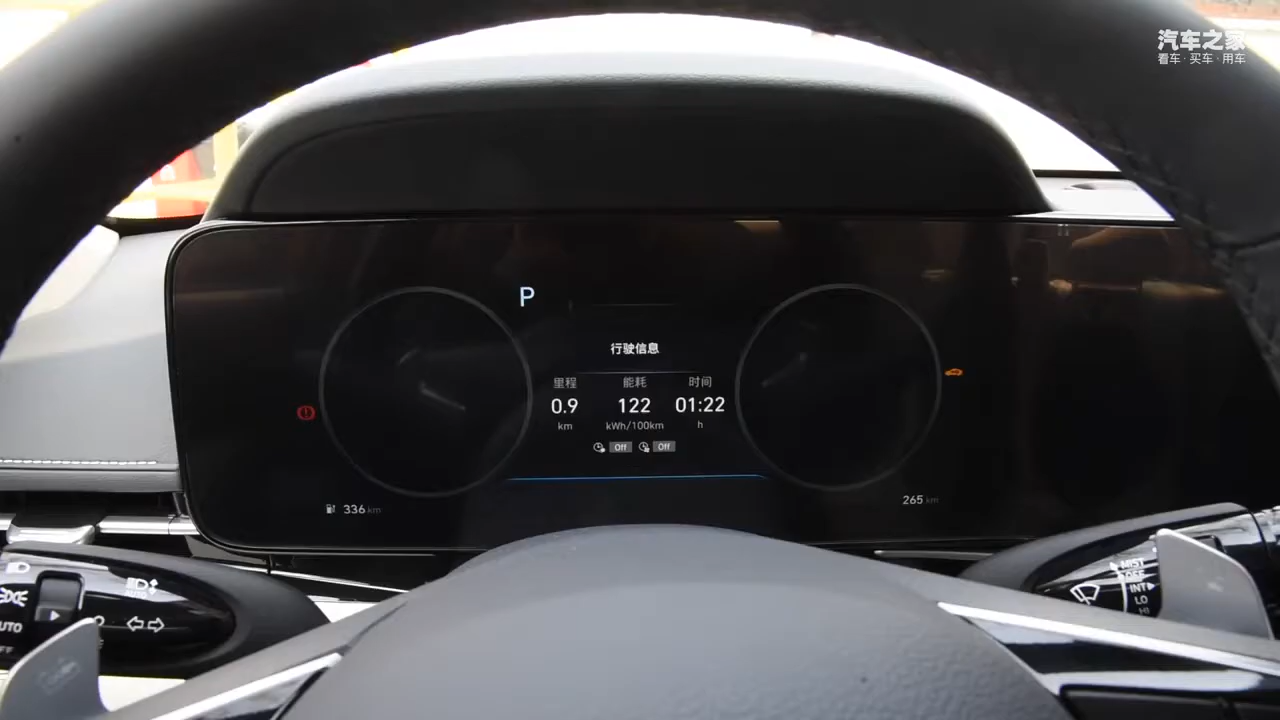 汽车之家
看车·买车·用车
P
行驶信息
里程 能耗 时间
0.9 122 01:22
km kWh/100km h
Off Off
336 km
265 km
MIST
OFF
INT
LO
HI
AUTO